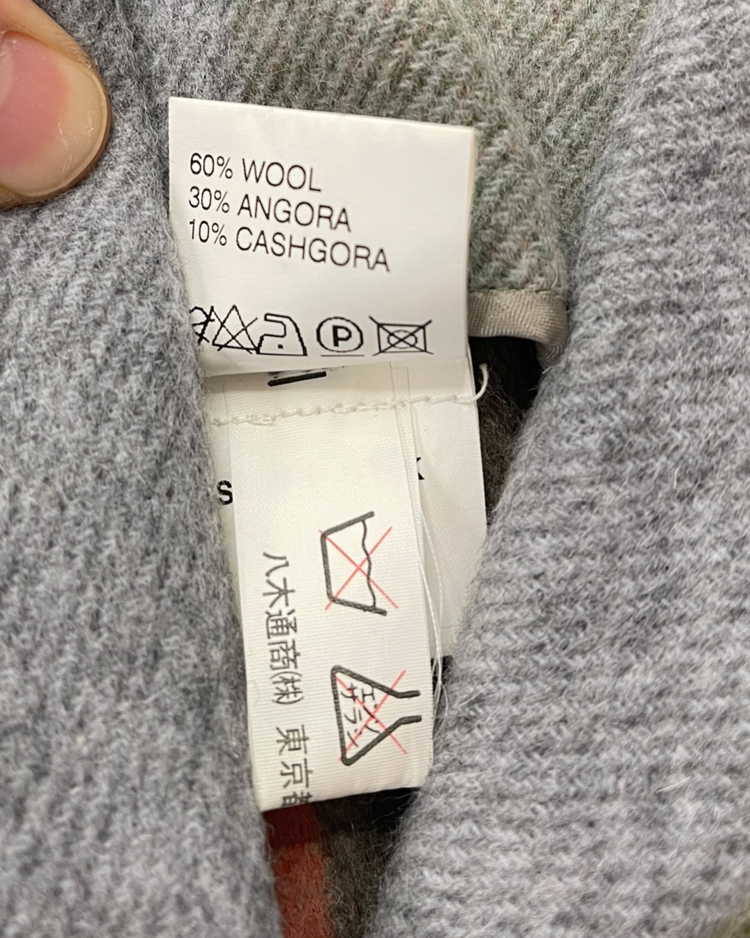 60% WOOL
30% ANGORA
10% CASHGORA
P
S
八木通商㈱ 東京都
エンソ
サラシ